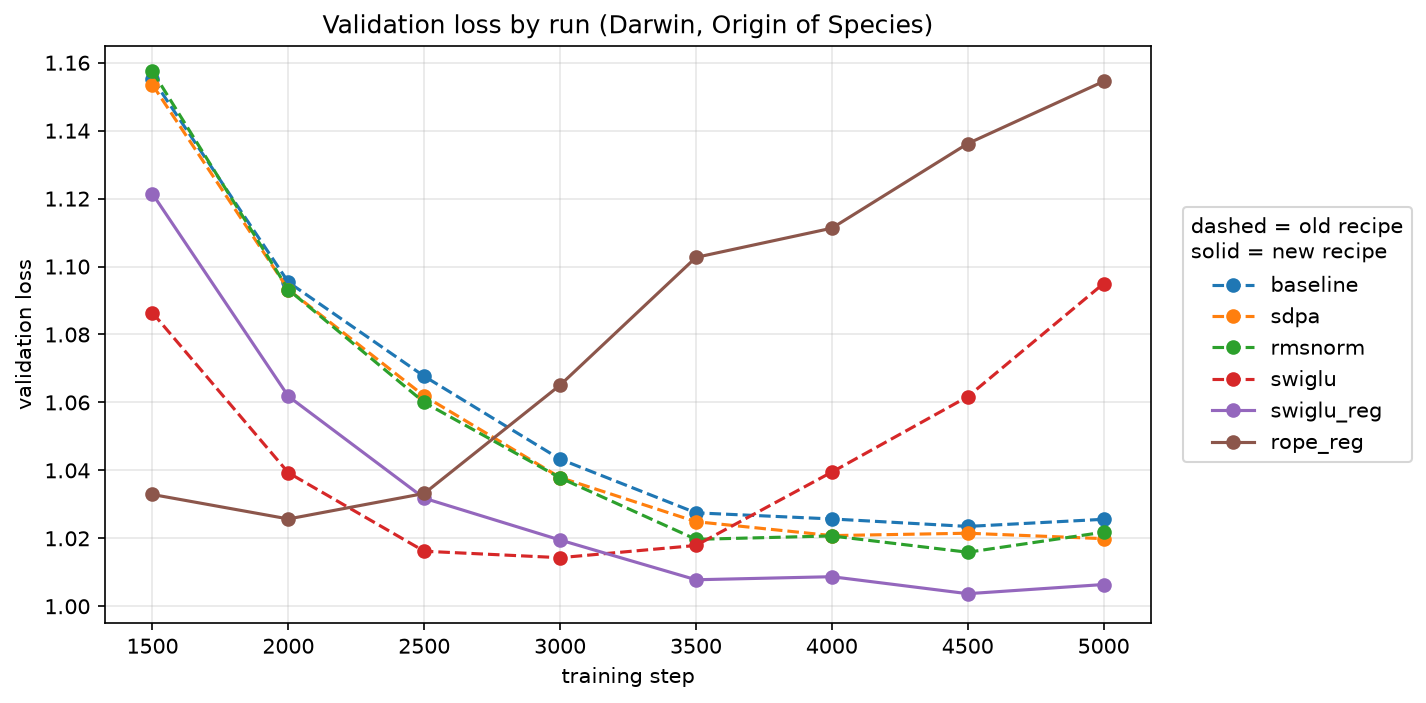 Validation loss by run (Darwin, Origin of Species)
validation loss
1.16
1.14
1.12
1.10
1.08
1.06
1.04
1.02
1.00
1500 2000 2500 3000 3500 4000 4500 5000
training step
dashed = old recipe
solid = new recipe
baseline
sdpa
rmsnorm
swiglu
swiglu_reg
rope_reg